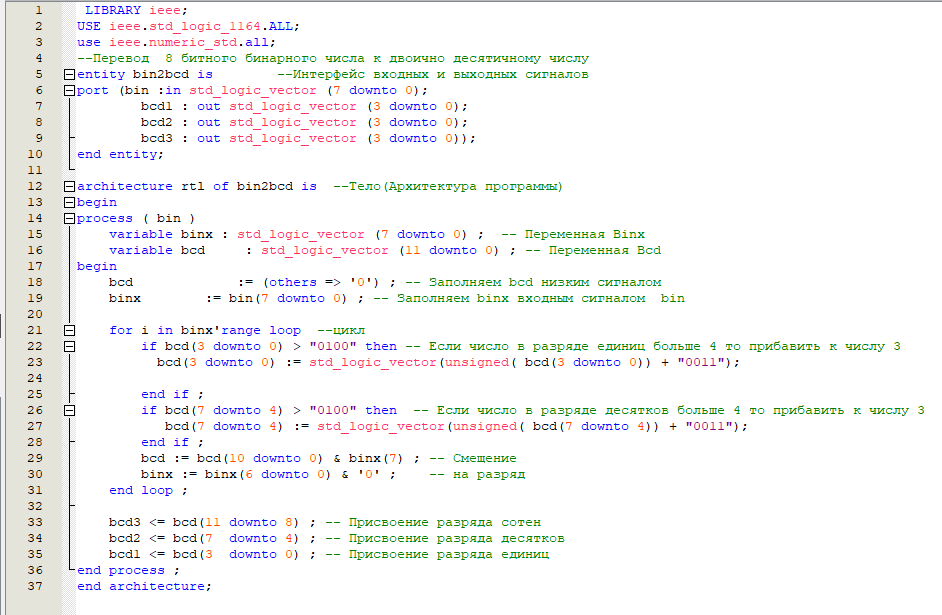 1 LIBRARY ieee;
2 USE ieee.std_logic_1164.ALL;
3 use ieee.numeric_std.all;
4 --Перевод  8 битного бинарного числа к двоично десятичному числу
5 entity bin2bcd is        --Интерфейс входных и выходных сигналов
6 port (bin :in std_logic_vector (7 downto 0);
7         bcd1 : out std_logic_vector (3 downto 0);
8         bcd2 : out std_logic_vector (3 downto 0);
9         bcd3 : out std_logic_vector (3 downto 0));
10 end entity;
11
12 architecture rtl of bin2bcd is  --Тело(Архитектура программы)
13 begin
14 process ( bin )
15     variable binx : std_logic_vector (7 downto 0) ;  -- Переменная Binx
16     variable bcd     : std_logic_vector (11 downto 0) ; -- Переменная Bcd
17 begin
18     bcd             := (others => '0') ; -- Заполняем bcd низким сигналом
19     binx        := bin(7 downto 0) ; -- Заполняем binx входным сигналом  bin
20
21     for i in binx'range loop  --цикл
22         if bcd(3 downto 0) > "0100" then -- Если число в разряде единиц больше 4 то прибавить к числу 3
23           bcd(3 downto 0) := std_logic_vector(unsigned( bcd(3 downto 0)) + "0011");
24
25         end if ;
26         if bcd(7 downto 4) > "0100" then  -- Если число в разряде десятков больше 4 то прибавить к числу 3
27            bcd(7 downto 4) := std_logic_vector(unsigned( bcd(7 downto 4)) + "0011");
28         end if ;
29         bcd := bcd(10 downto 0) & binx(7) ; -- Смещение
30         binx := binx(6 downto 0) & '0' ;    -- на разряд
31     end loop ;
32
33     bcd3 <= bcd(11 downto 8) ; -- Присвоение разряда сотен
34     bcd2 <= bcd(7  downto 4) ; -- Присвоение разряда десятков
35     bcd1 <= bcd(3  downto 0) ; -- Присвоение разряда единиц
36 end process ;
37 end architecture;